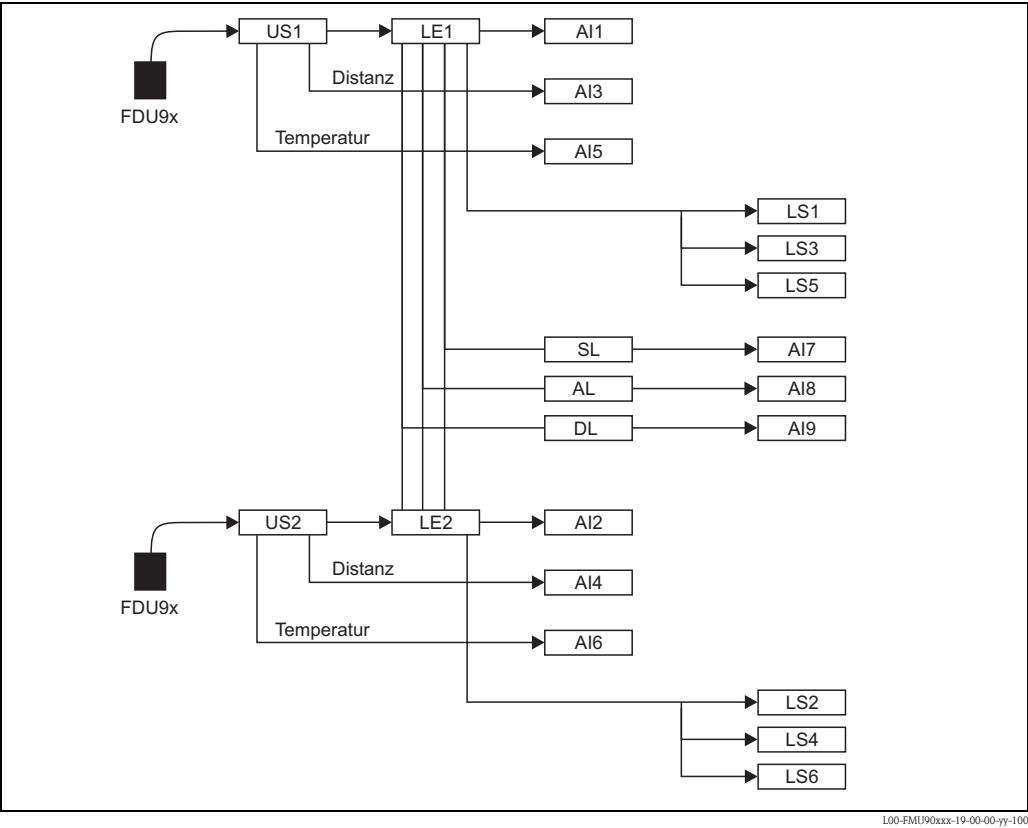 US1 LE1 AI1
Distanz AI3
FDU9x
Temperatur AI5
LS1
LS3
LS5
SL AI7
AL AI8
DL AI9
US2 LE2 AI2
Distanz AI4
FDU9x
Temperatur AI6
LS2
LS4
LS6
L00-FMU90xxx-19-00-00-yy-100